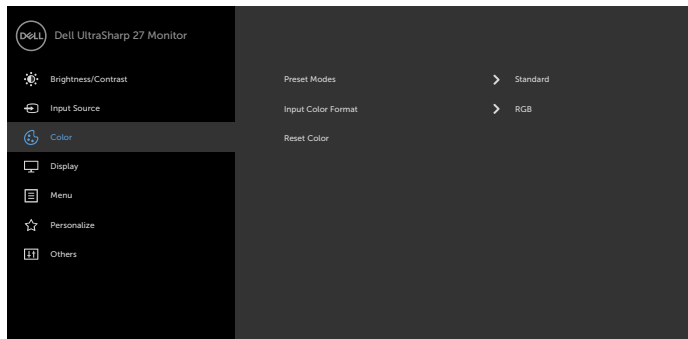 DELL Dell UltraSharp 27 Monitor
Brightness/Contrast Preset Modes Standard
Input Source Input Color Format RGB
Color Reset Color
Display
Menu
Personalize
Others